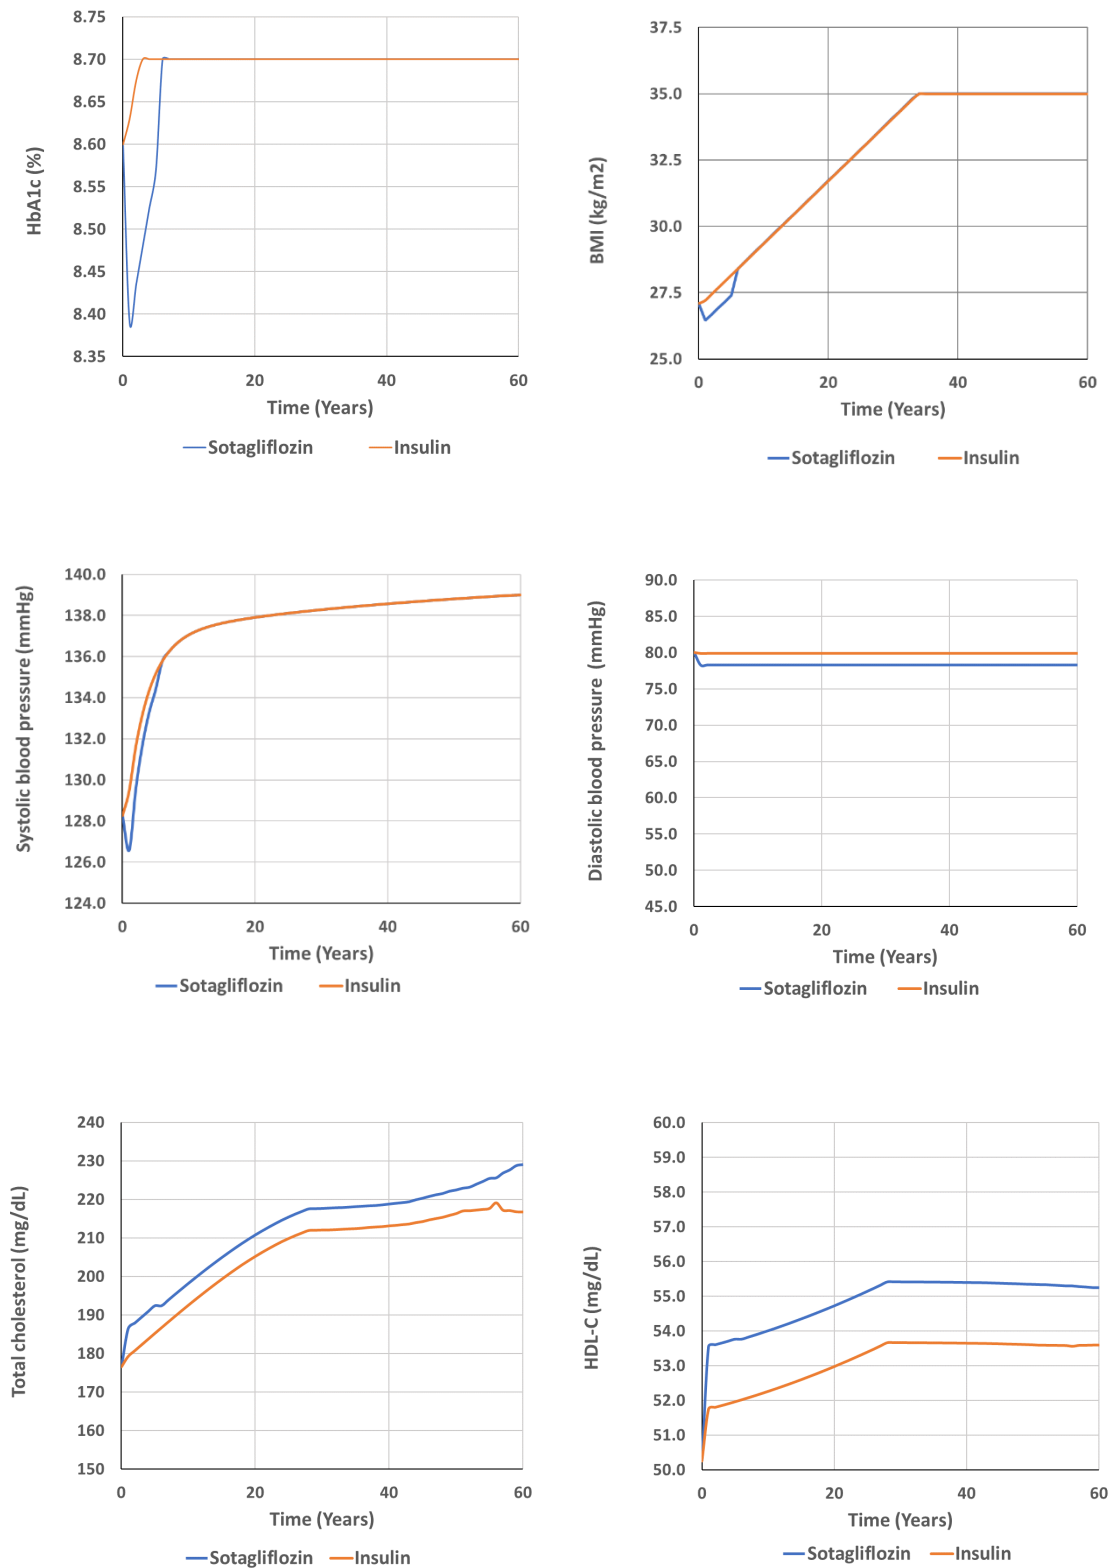 HbA1c (%)
8.75
8.70
8.65
8.60
8.55
8.50
8.45
8.40
8.35
0 20 40 60
Time (Years)
Sotagliflozin Insulin
BMI (kg/m2)
37.5
35.0
32.5
30.0
27.5
25.0
0 20 40 60
Time (Years)
Sotagliflozin Insulin
Systolic blood pressure (mmHg)
140.0
138.0
136.0
134.0
132.0
130.0
128.0
126.0
124.0
0 20 40 60
Time (Years)
Sotagliflozin Insulin
Diastolic blood pressure (mmHg)
90.0
85.0
80.0
75.0
70.0
65.0
60.0
55.0
50.0
45.0
0 20 40 60
Time (Years)
Sotagliflozin Insulin
Total cholesterol (mg/dL)
240
230
220
210
200
190
180
170
160
150
0 20 40 60
Time (Years)
Sotagliflozin Insulin
HDL-C (mg/dL)
60.0
59.0
58.0
57.0
56.0
55.0
54.0
53.0
52.0
51.0
50.0
0 20 40 60
Time (Years)
Sotagliflozin Insulin